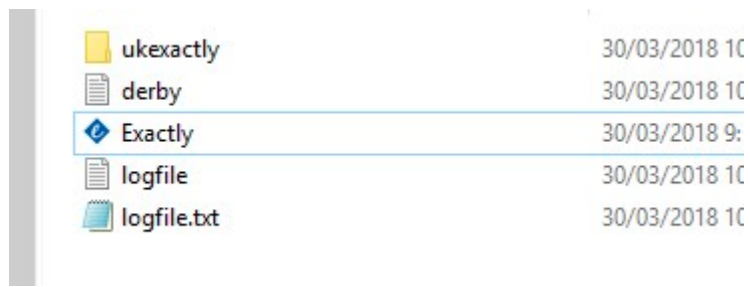 ukexactly 30/03/2018 10
derby 30/03/2018 10
Exactly 30/03/2018 9:
logfile 30/03/2018 10
logfile.txt 30/03/2018 10